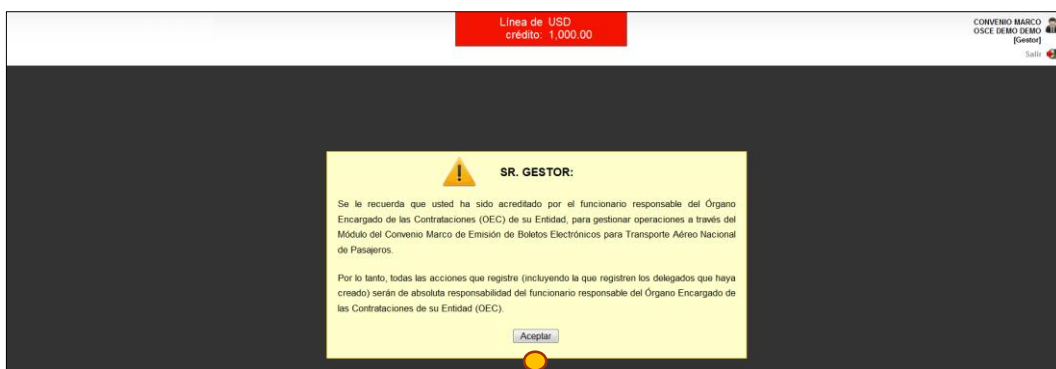 Línea de USD
crédito: 1,000.00
CONVENIO MARCO
OSCE DEMO DEMO
[Gestor]
Salir
SR. GESTOR:
Se le recuerda que usted ha sido acreditado por el funcionario responsable del Órgano
Encargado de las Contrataciones (OEC) de su Entidad, para gestionar operaciones a través del
Módulo del Convenio Marco de Emisión de Boletos Electrónicos para Transporte Aéreo Nacional
de Pasajeros.
Por lo tanto, todas las acciones que registre (incluyendo la que registren los delegados que haya
creado) serán de absoluta responsabilidad del funcionario responsable del Órgano Encargado de
las Contrataciones de su Entidad (OEC).
Aceptar